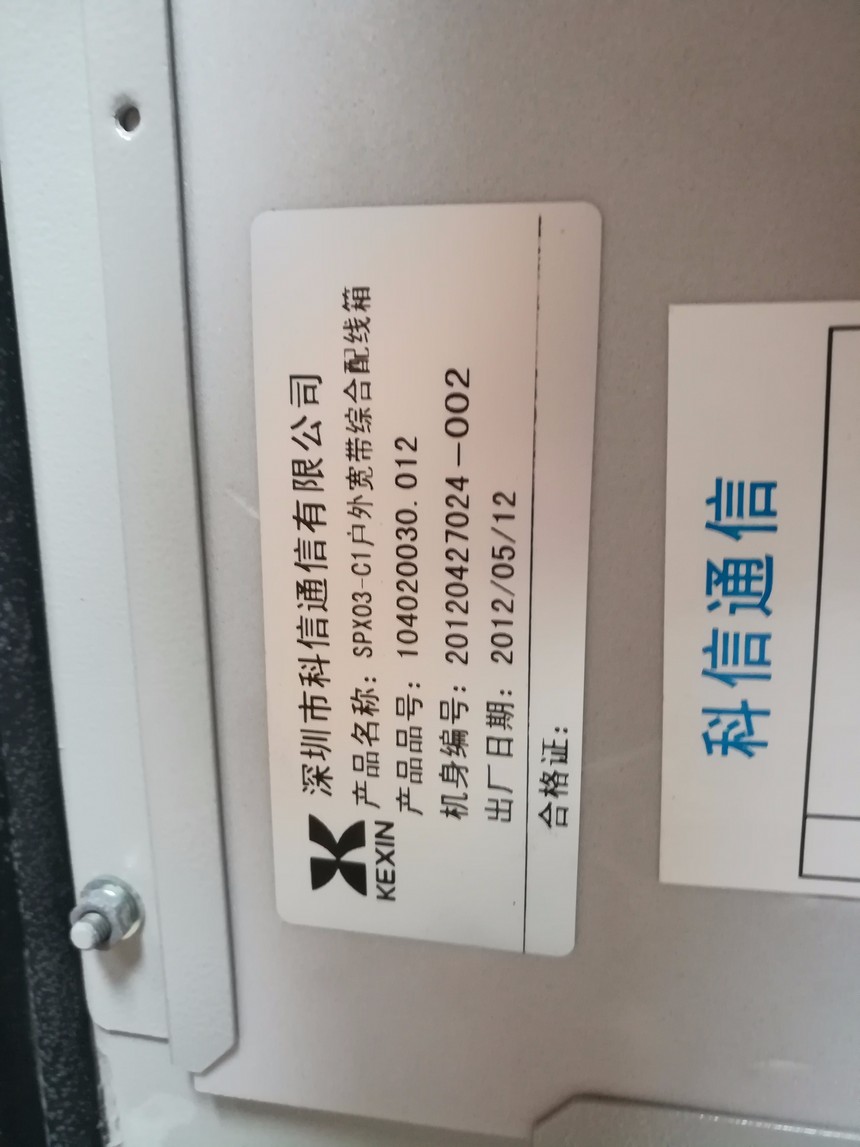 深圳市科信通信有限公司
KEXIN
产品名称: SPX03-C1户外宽带综合配线箱
产品品号: 104020030.012
机身编号: 20120427024-002
出厂日期: 2012/05/12
合格证:
科信通信